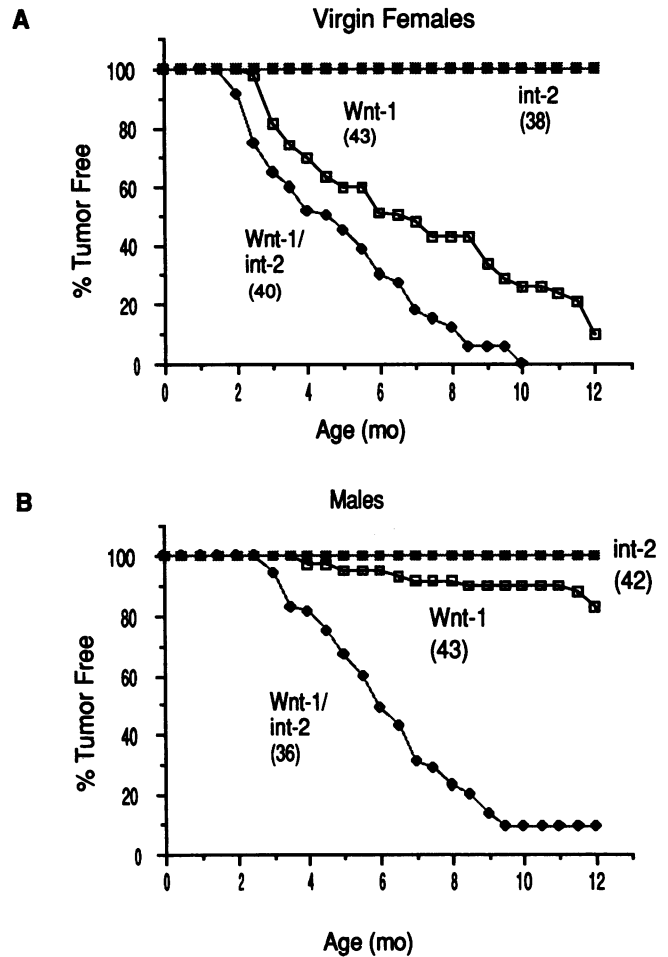 A
Virgin Females
100
80
60
40
20
0
% Tumor Free
Wnt-1
(43)
int-2
(38)
Wnt-1/
int-2
(40)
0 2 4 6 8 10 12
Age (mo)
B
Males
100
80
60
40
20
0
% Tumor Free
int-2
(42)
Wnt-1
(43)
Wnt-1/
int-2
(36)
0 2 4 6 8 10 12
Age (mo)